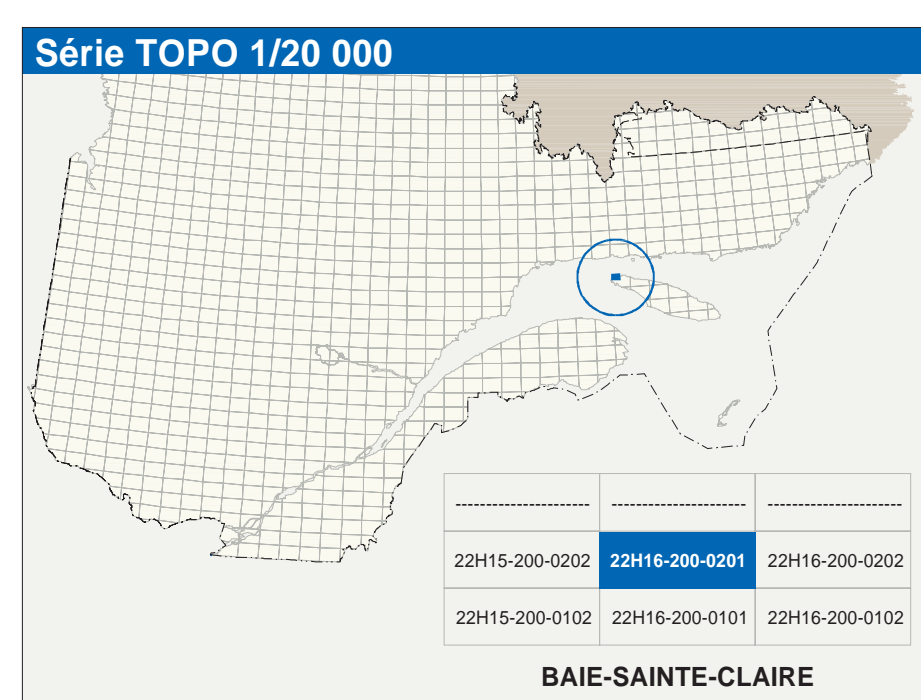 Série TOPO 1/20 000
---------------------- ---------------------- ----------------------
22H15-200-0202 22H16-200-0201 22H16-200-0202
22H15-200-0102 22H16-200-0101 22H16-200-0102
BAIE-SAINTE-CLAIRE